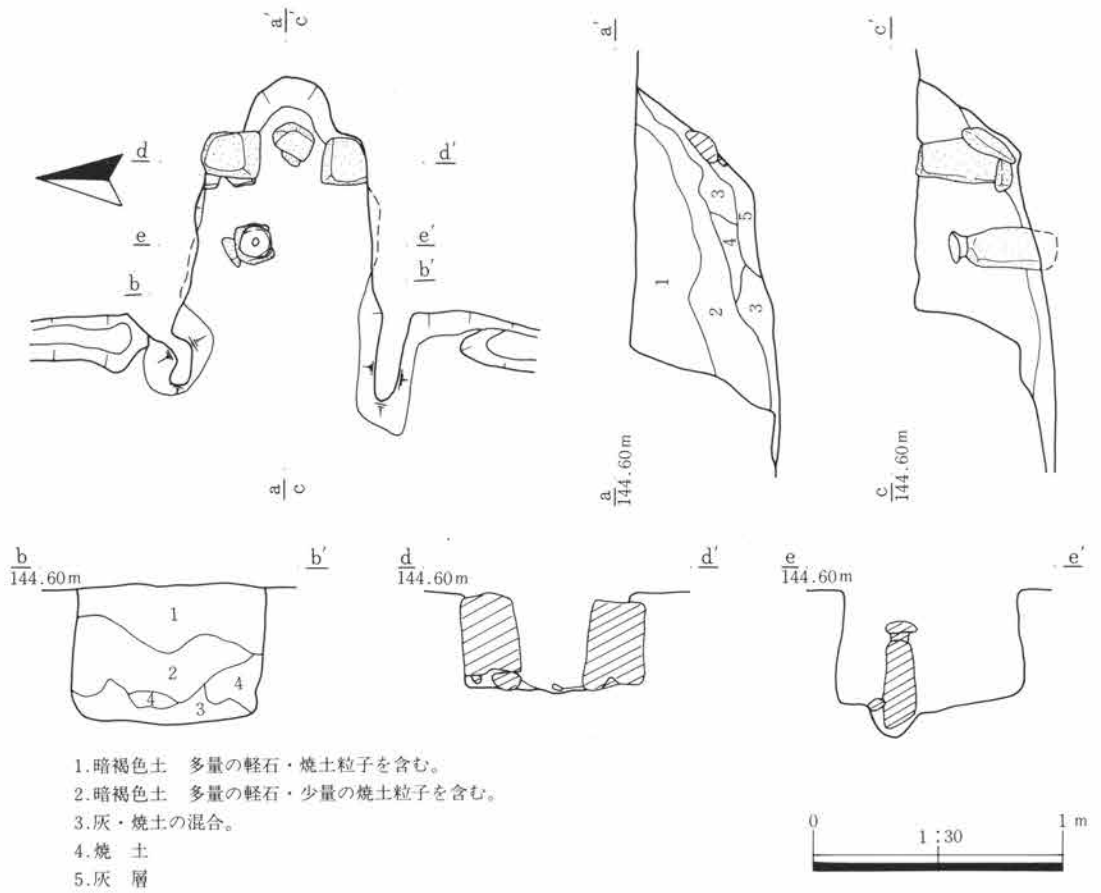 a' c'
a'
c'
d d'
e e'
b b'
1
2
3
4
5
3
a c
a 144.60m
c 144.60m
b b'
144.60m
1
2
4
4
3
d d'
144.60m
e e'
144.60m
1.暗褐色土 多量の軽石・焼土粒子を含む。
2.暗褐色土 多量の軽石・少量の焼土粒子を含む。
3.灰・焼土の混合。
4.焼 土
5.灰 層
0 1:30 1 m